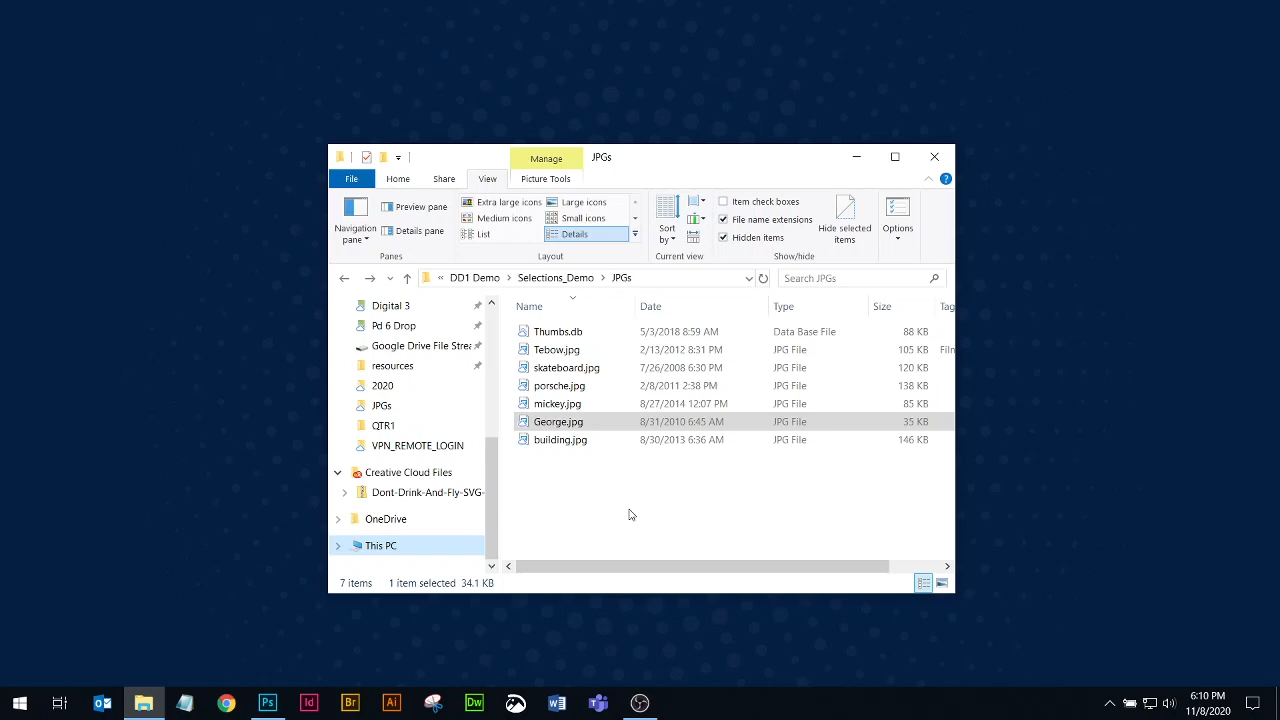 Manage
JPGs
File
Home
Share
View
Picture Tools
Navigation pane
Preview pane
Details pane
Panes
Extra large icons
Large icons
Medium icons
Small icons
List
Details
Layout
Sort by
Current view
Item check boxes
File name extensions
Hidden items
Hide selected items
Show/hide
Options
« DD1 Demo > Selections_Demo > JPGs
Search JPGs
Digital 3
Pd 6 Drop
Google Drive File Strea
resources
2020
JPGs
QTR1
VPN_REMOTE_LOGIN
Creative Cloud Files
Dont-Drink-And-Fly-SVG-
OneDrive
This PC
Name Date Type Size Tag
Thumbs.db 5/3/2018 8:59 AM Data Base File 88 KB
Tebow.jpg 2/13/2012 8:31 PM JPG File 105 KB Film
skateboard.jpg 7/26/2008 6:30 PM JPG File 120 KB
porsche.jpg 2/8/2011 2:38 PM JPG File 138 KB
mickey.jpg 8/27/2014 12:07 PM JPG File 85 KB
George.jpg 8/31/2010 6:45 AM JPG File 35 KB
building.jpg 8/30/2013 6:36 AM JPG File 146 KB
7 items 1 item selected 34.1 KB
Ps
Id
Br
Ai
Dw
6:10 PM
11/8/2020